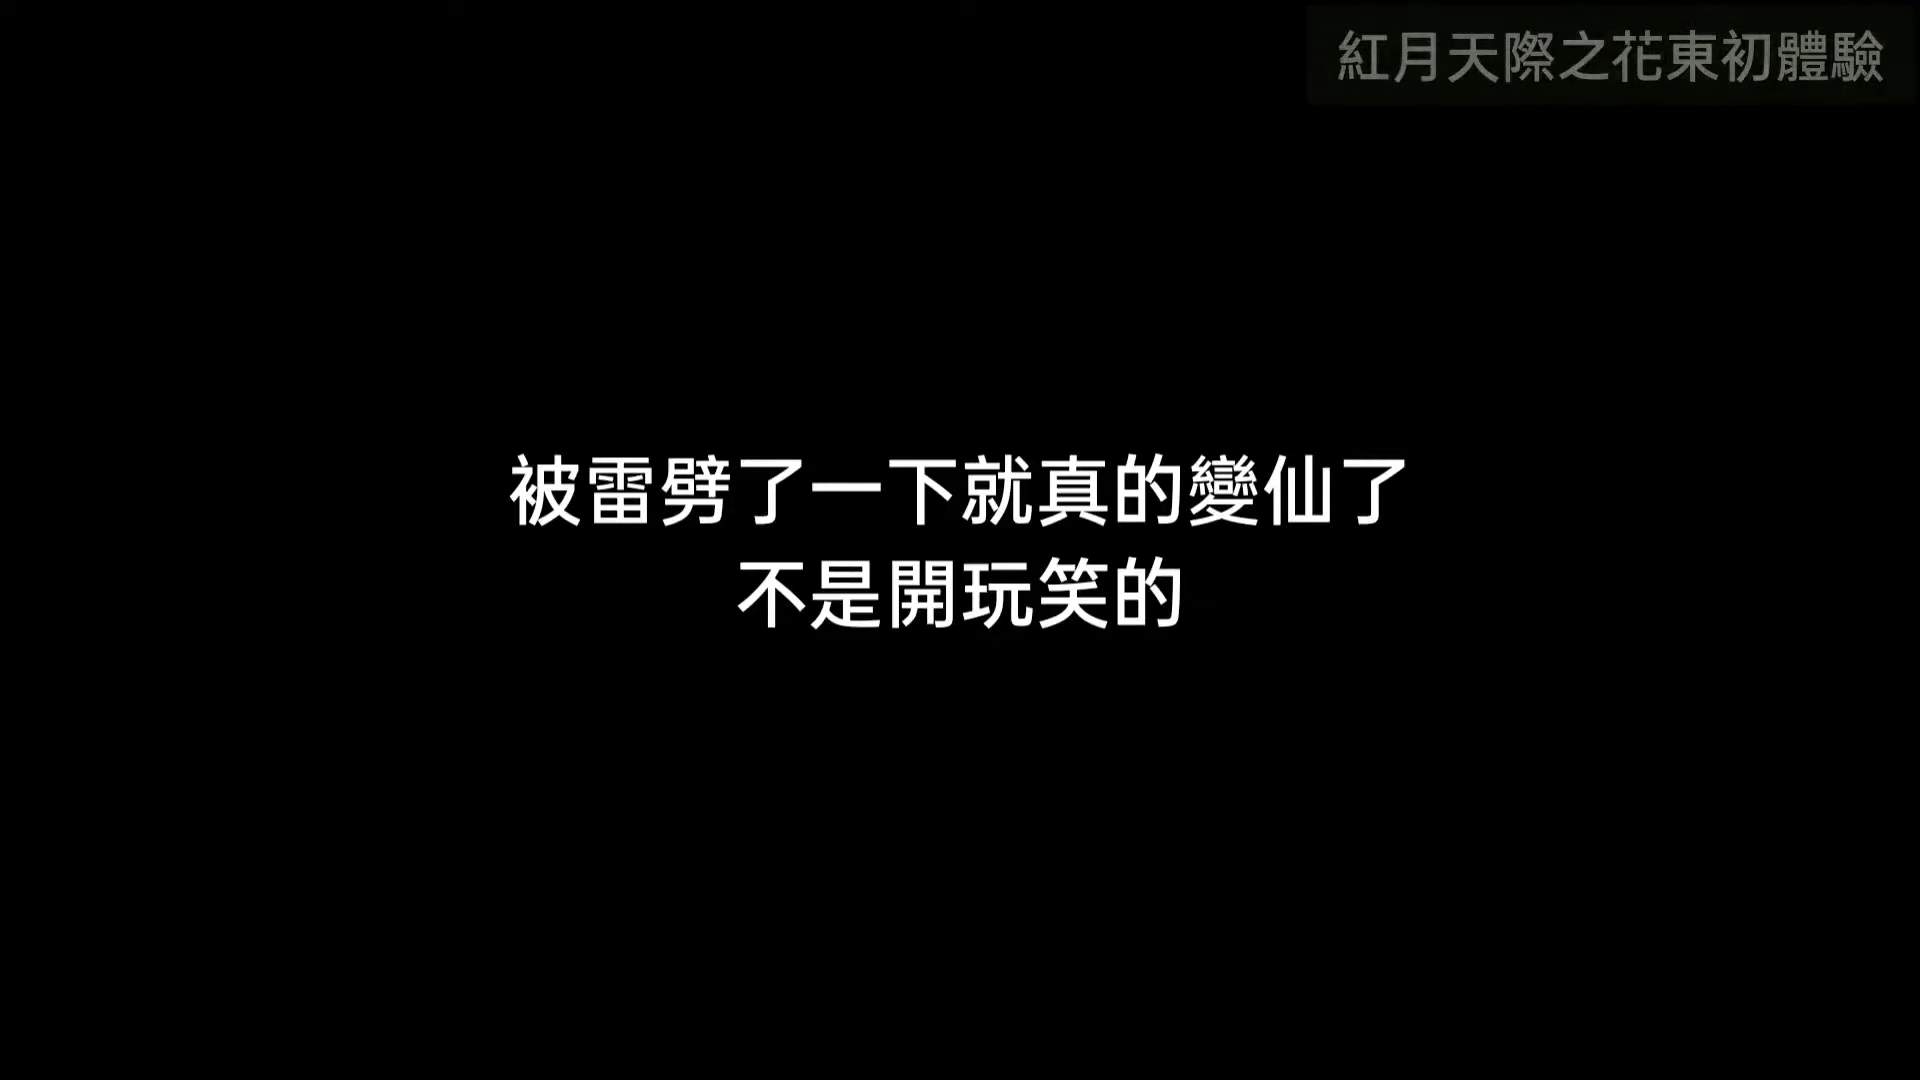 紅月天際之花東初體驗
被雷劈了一下就真的變仙了
不是開玩笑的